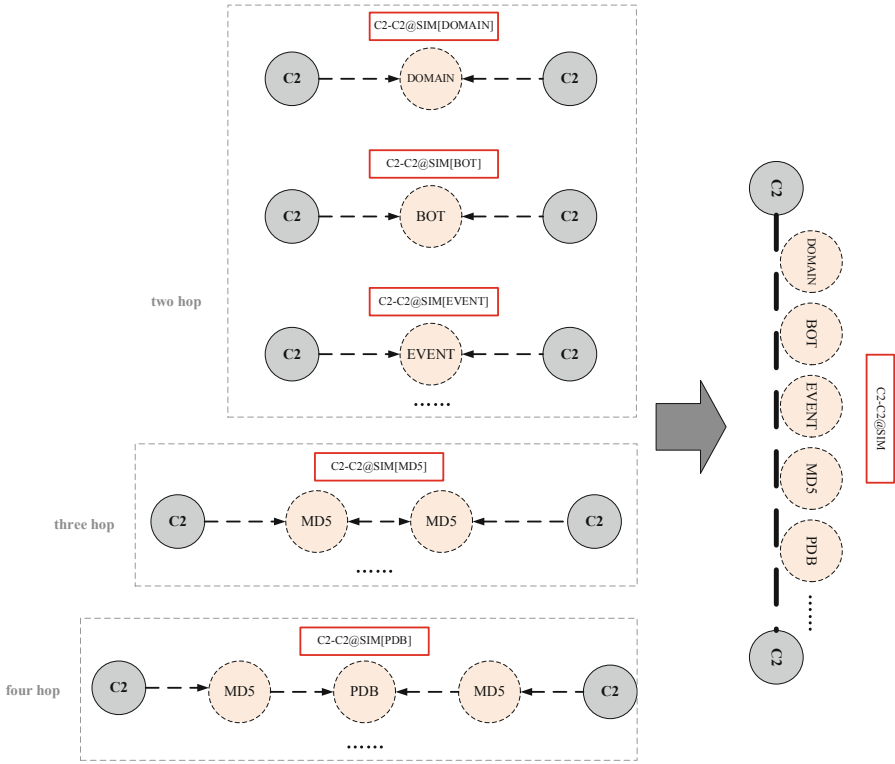 C2-C2@SIM[DOMAIN]
C2 DOMAIN C2
C2-C2@SIM[BOT]
C2 BOT C2
two hop
C2-C2@SIM[EVENT]
C2 EVENT C2
......
C2-C2@SIM[MD5]
three hop
C2 MD5 MD5 C2
......
C2-C2@SIM[PDB]
four hop
C2 MD5 PDB MD5 C2
......
C2
DOMAIN
BOT
EVENT
MD5
PDB
......
C2
C2-C2@SIM